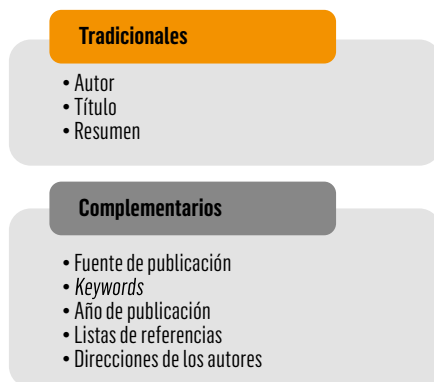 Tradicionales
• Autor
• Título
• Resumen
Complementarios
• Fuente de publicación
• Keywords
• Año de publicación
• Listas de referencias
• Direcciones de los autores